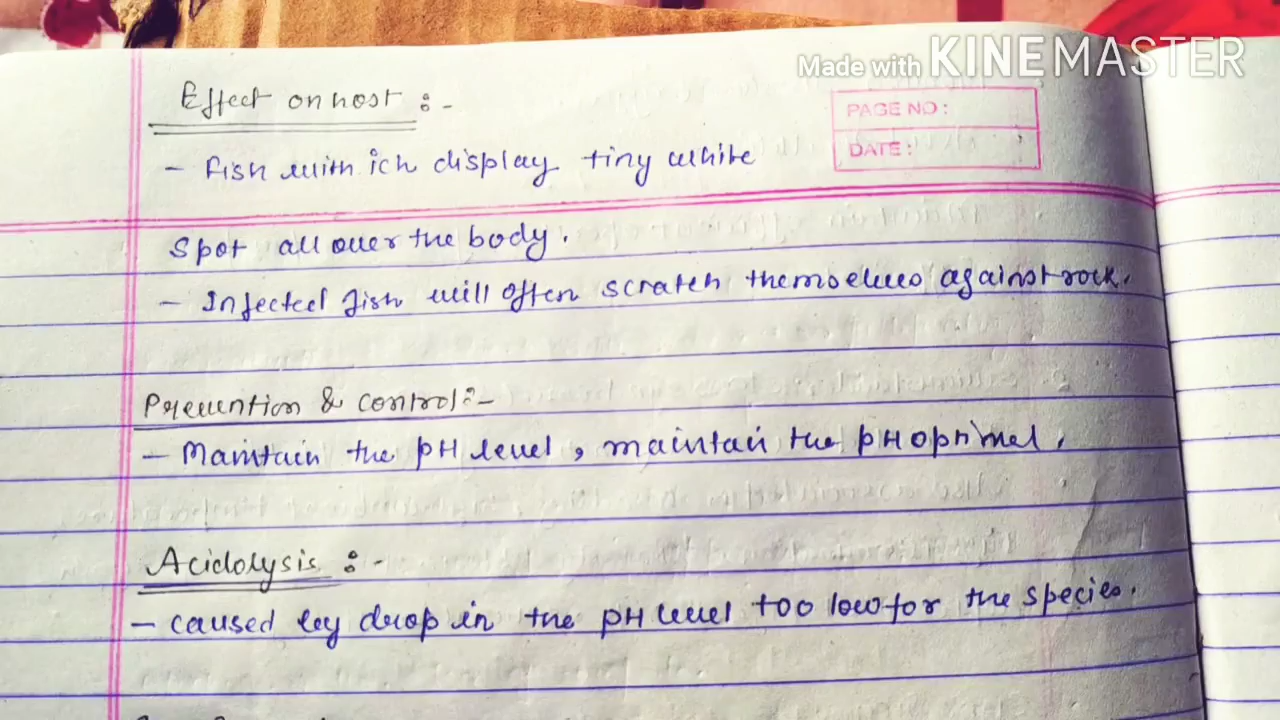 Made with KINEMASTER
Effect on host :-
PAGE NO :
DATE :
- Fish with ich display tiny white
spot all over the body.
- Infected fish will often scratch themselves against rock.
Prevention & control:-
- Maintain the pH level, maintain the pH optimel.
Acidolysis :-
- caused by drop in the pH level too low for the species.